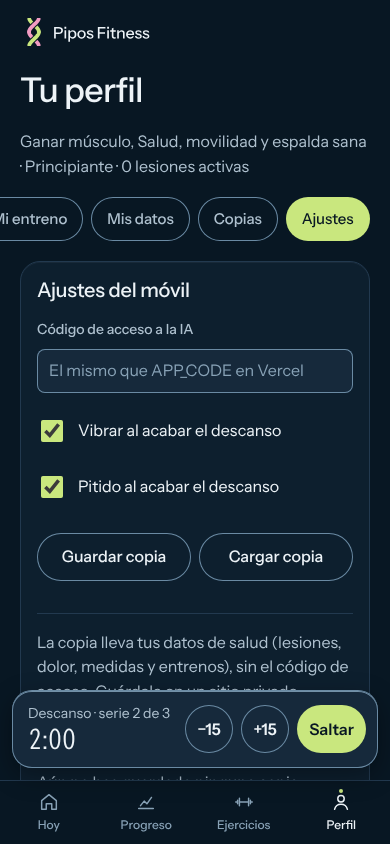 Pipos Fitness
Tu perfil
Ganar músculo, Salud, movilidad y espalda sana
· Principiante · 0 lesiones activas
Mi entreno
Mis datos
Copias
Ajustes
Ajustes del móvil
Código de acceso a la IA
El mismo que APP_CODE en Vercel
Vibrar al acabar el descanso
Pitido al acabar el descanso
Guardar copia
Cargar copia
La copia lleva tus datos de salud (lesiones,
dolor, medidas y entrenos), sin el código de
Descanso · serie 2 de 3
2:00
−15
+15
Saltar
Hoy
Progreso
Ejercicios
Perfil